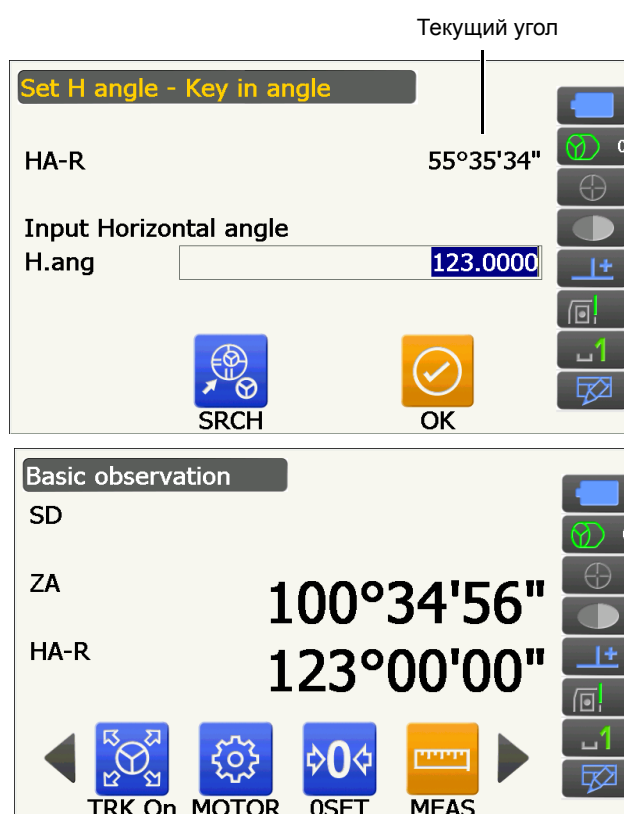 Текущий угол
Set H angle - Key in angle
HA-R 55°35'34"
Input Horizontal angle
H.ang 123.0000
SRCH OK
Basic observation
SD
ZA 100°34'56"
HA-R 123°00'00"
TRK On MOTOR 0SET MEAS